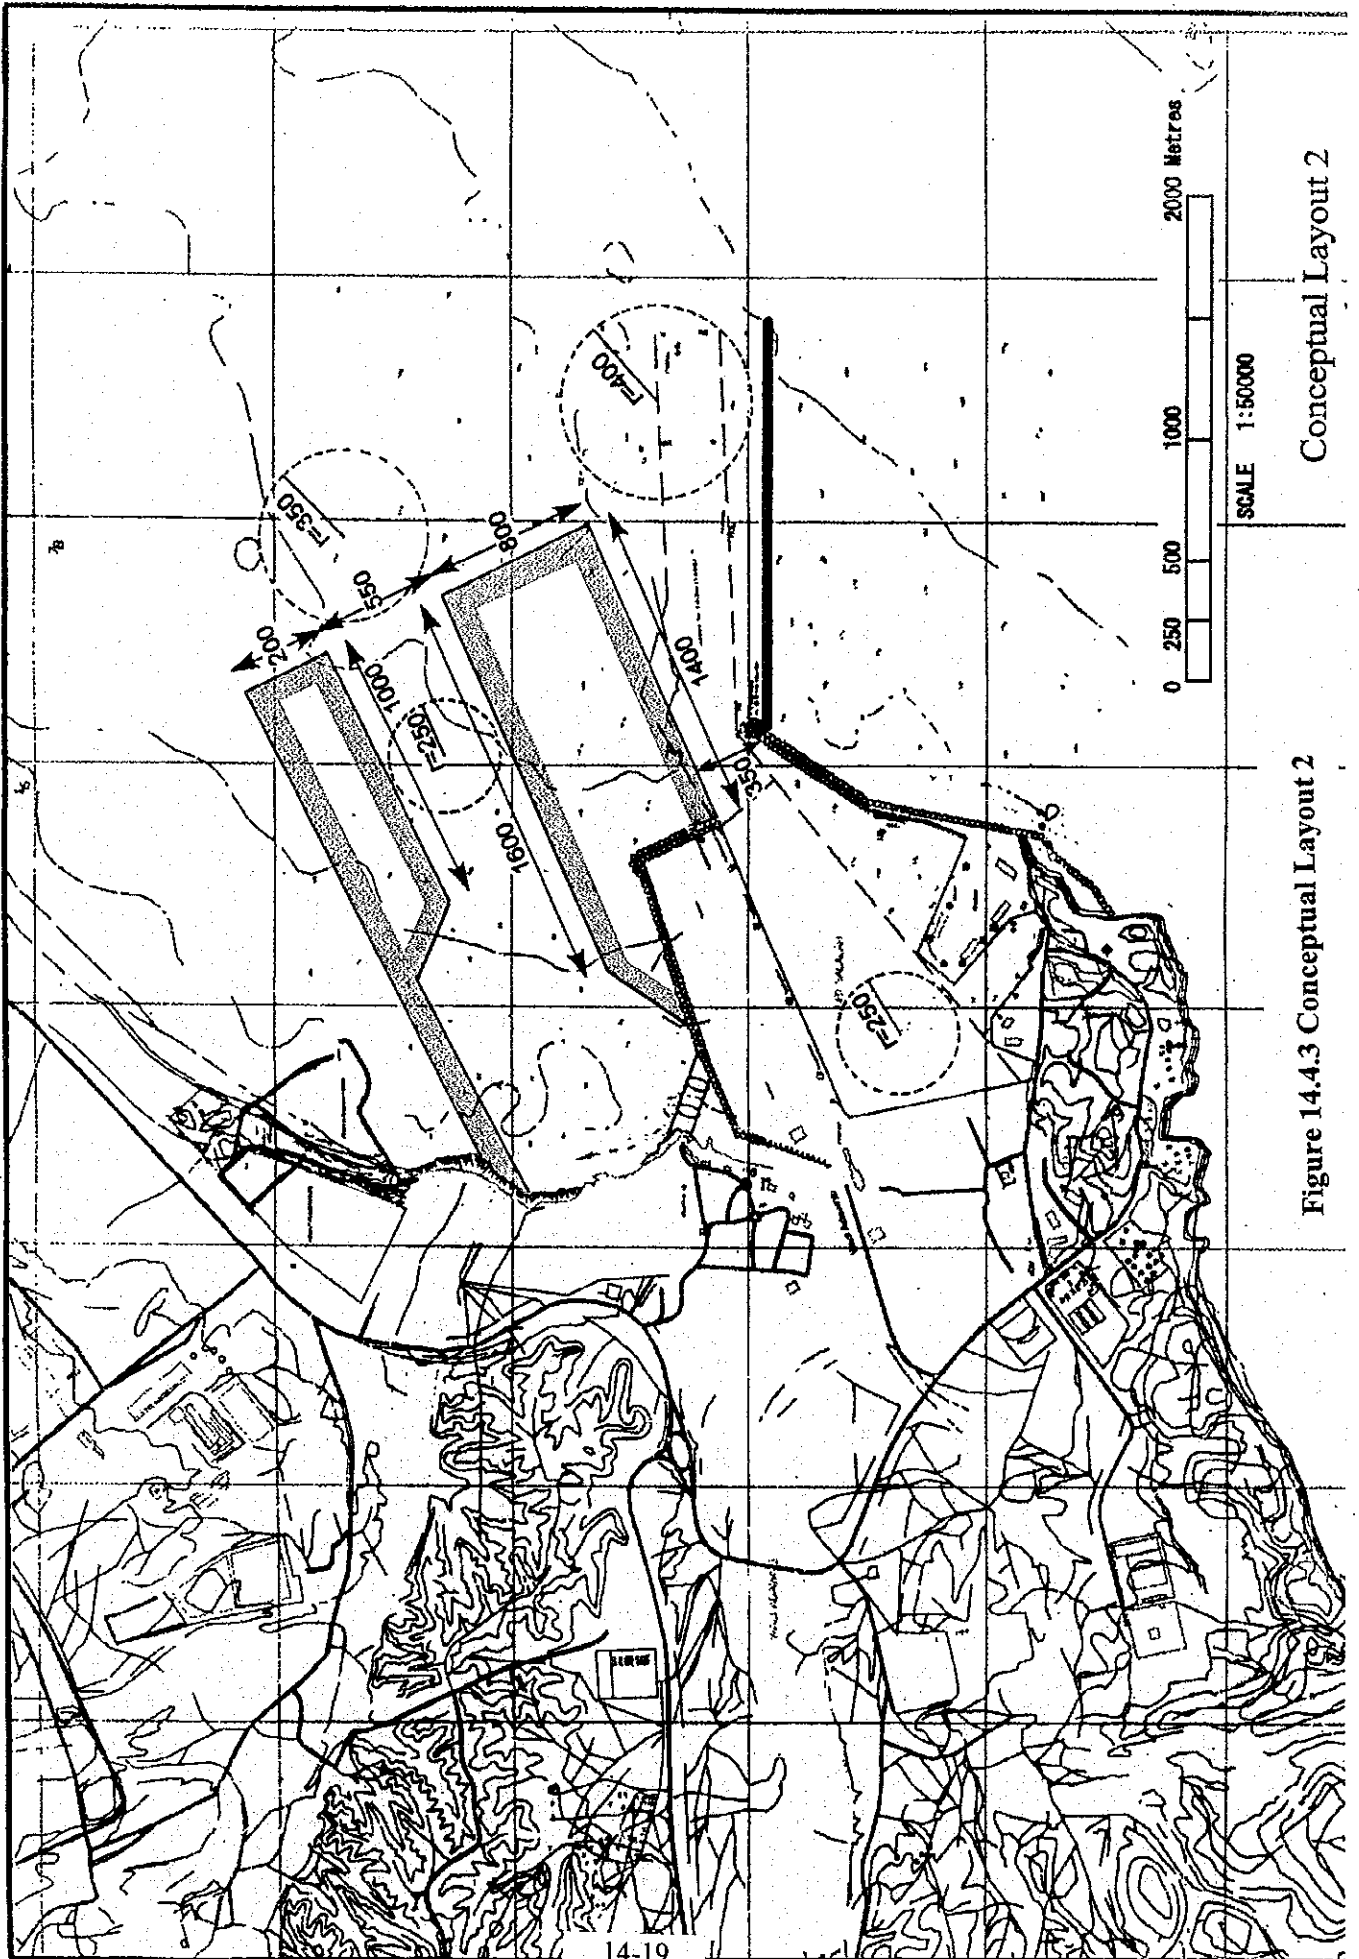 200
550
800
r=350
r=400
1000
r=250
1600
1400
350
r=250
0 250 500 1000 2000 Metres
SCALE 1:50000
Figure 14.4.3 Conceptual Layout 2
Conceptual Layout 2
14-19